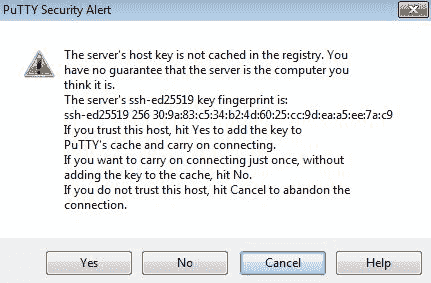 PuTTY Security Alert
The server's host key is not cached in the registry. You
have no guarantee that the server is the computer you
think it is.
The server's ssh-ed25519 key fingerprint is:
ssh-ed25519 256 30:9a:83:c5:34:b2:4d:60:25:cc:9d:ea:a5:ee:7a:c9
If you trust this host, hit Yes to add the key to
PuTTY's cache and carry on connecting.
If you want to carry on connecting just once, without
adding the key to the cache, hit No.
If you do not trust this host, hit Cancel to abandon the
connection.
Yes No Cancel Help